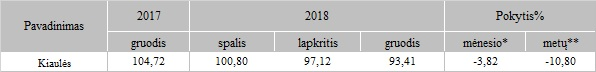 Pavadinimas 2017 2018 Pokytis%
gruodis spalis lapkritis gruodis mėnesio* metų**
Kiaulės 104,72 100,80 97,12 93,41 -3,82 -10,80